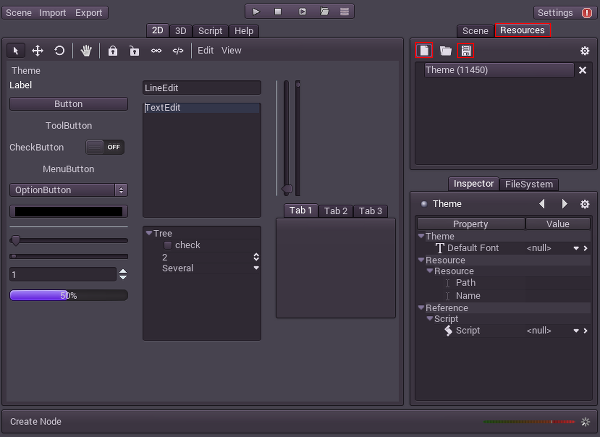 Scene Import Export
Settings
2D 3D Script Help
Scene Resources
Edit View
Theme (11450)
Theme
Label
Button
ToolButton
CheckButton OFF
MenuButton
OptionButton
1
50%
LineEdit
TextEdit
Tree
check
2
Several
Tab 1 Tab 2 Tab 3
Inspector FileSystem
Theme
Property Value
Theme
Default Font <null>
Resource
Resource
Path
Name
Reference
Script
Script <null>
Create Node